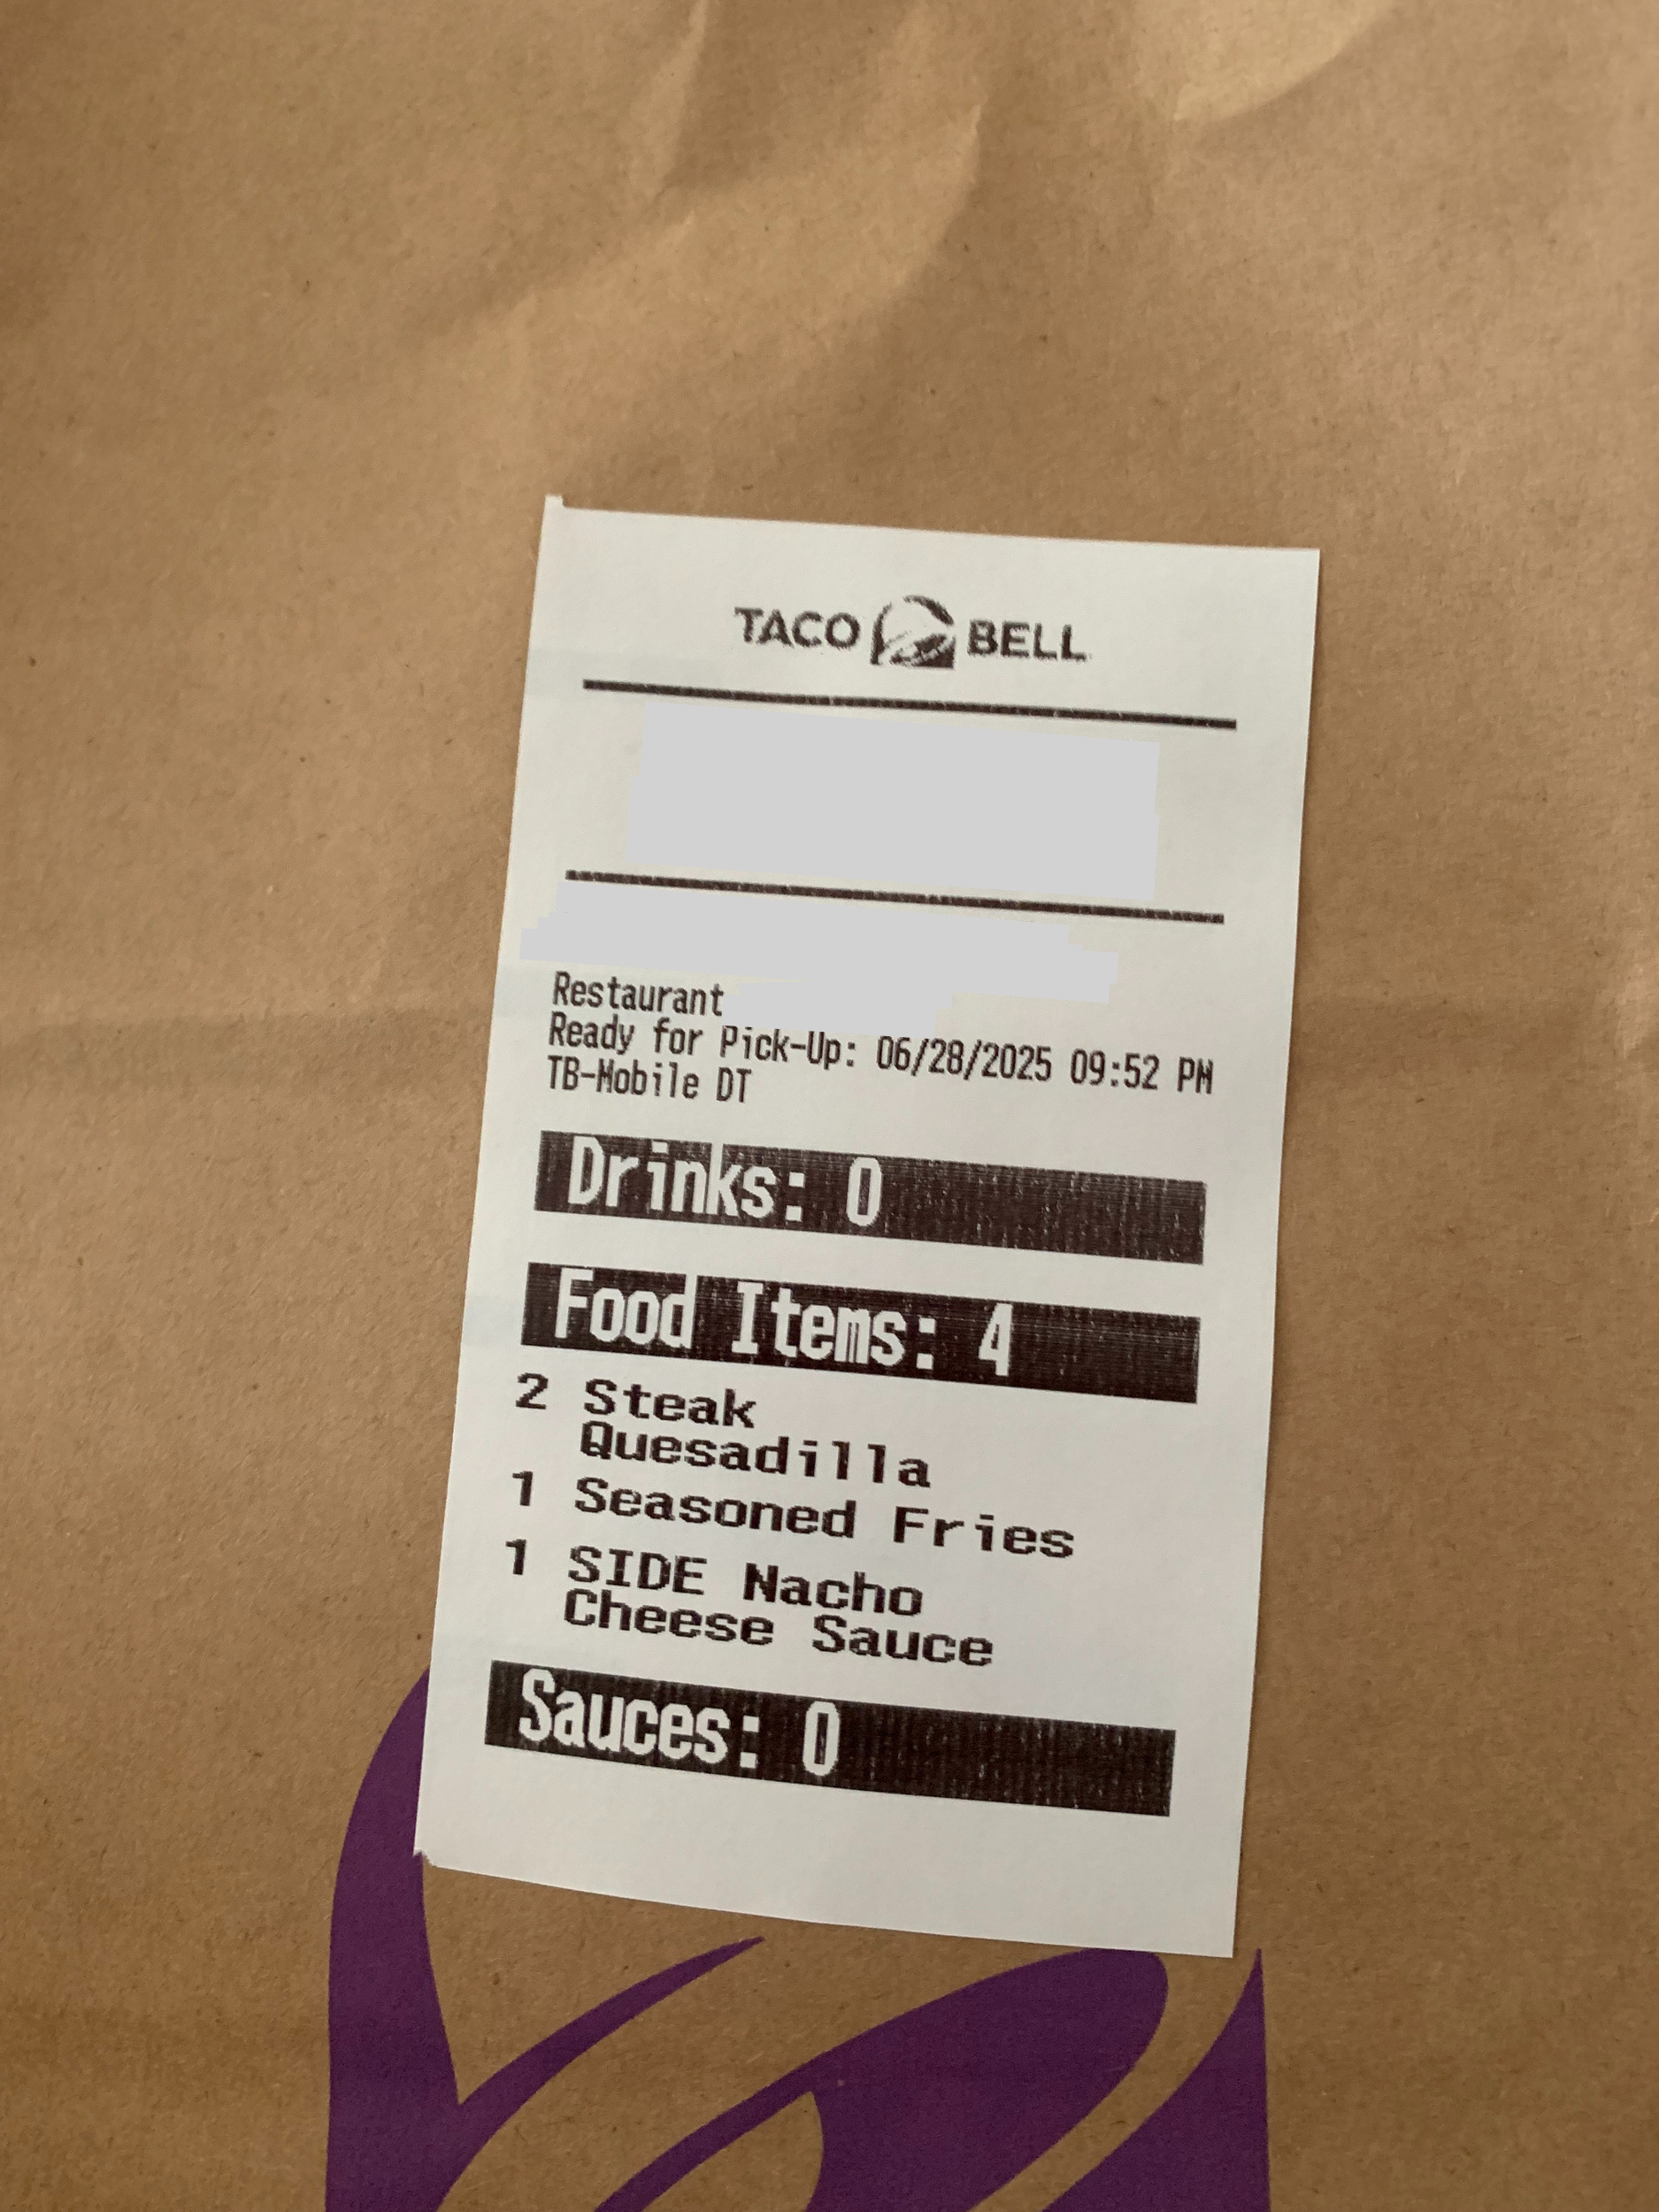 TACO BELL
Restaurant
Ready for Pick-Up: 06/28/2025 09:52 PM
TB-Mobile DT
Drinks: 0
Food Items: 4
2 Steak
Quesadilla
1 Seasoned Fries
1 SIDE Nacho
Cheese Sauce
Sauces: 0